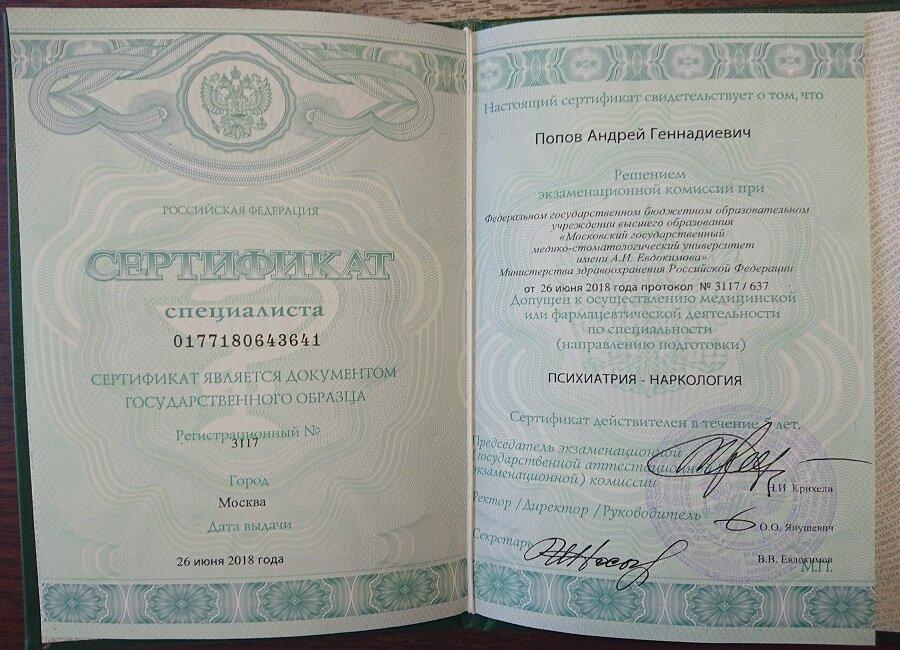 РОССИЙСКАЯ ФЕДЕРАЦИЯ
СЕРТИФИКАТ
специалиста
0177180643641
СЕРТИФИКАТ ЯВЛЯЕТСЯ ДОКУМЕНТОМ
ГОСУДАРСТВЕННОГО ОБРАЗЦА
Регистрационный №
3117
Город
Москва
Дата выдачи
26 июня 2018 года
Настоящий сертификат свидетельствует о том, что
Попов Андрей Геннадиевич
Решением
экзаменационной комиссии при
Федеральном государственном бюджетном образовательном
учреждении высшего образования
«Московский государственный
медико-стоматологический университет
имени А.И. Евдокимова»
Министерства здравоохранения Российской Федерации
от 26 июня 2018 года протокол № 3117 / 637
Допущен к осуществлению медицинской
или фармацевтической деятельности
по специальности
(направлению подготовки)
ПСИХИАТРИЯ - НАРКОЛОГИЯ
Сертификат действителен в течение 5 лет.
Председатель экзаменационной
(государственной аттестационной
экзаменационной) комиссии
Н.И. Крихели
Ректор /Директор /Руководитель
О.О. Янушевич
Секретарь
В.В. Евдокимов
М.П.